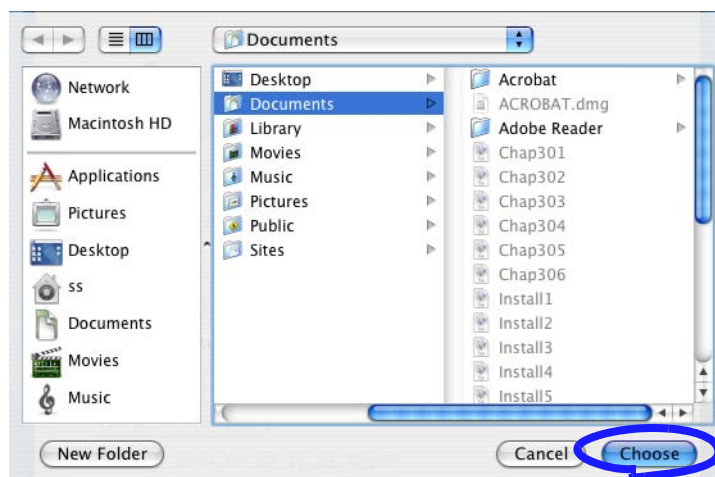 Documents
Network
Macintosh HD
Applications
Pictures
Desktop
ss
Documents
Movies
Music
Desktop
Documents
Library
Movies
Music
Pictures
Public
Sites
Acrobat
ACROBAT.dmg
Adobe Reader
Chap301
Chap302
Chap303
Chap304
Chap305
Chap306
Install1
Install2
Install3
Install4
Install5
New Folder
Cancel
Choose